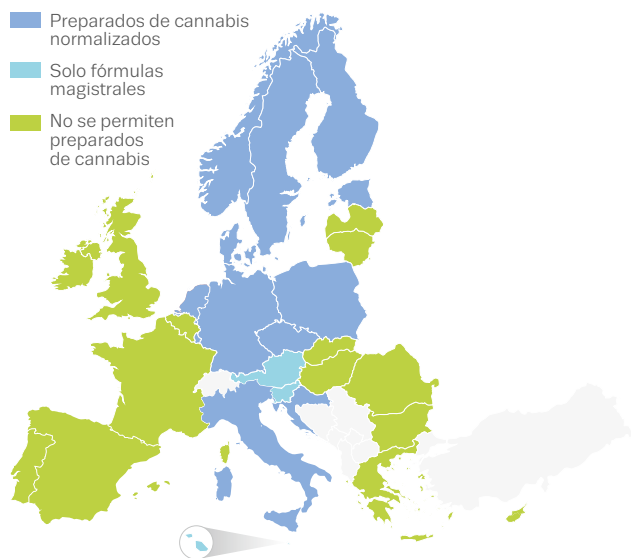 Preparados de cannabis
normalizados
Solo fórmulas
magistrales
No se permiten
preparados
de cannabis